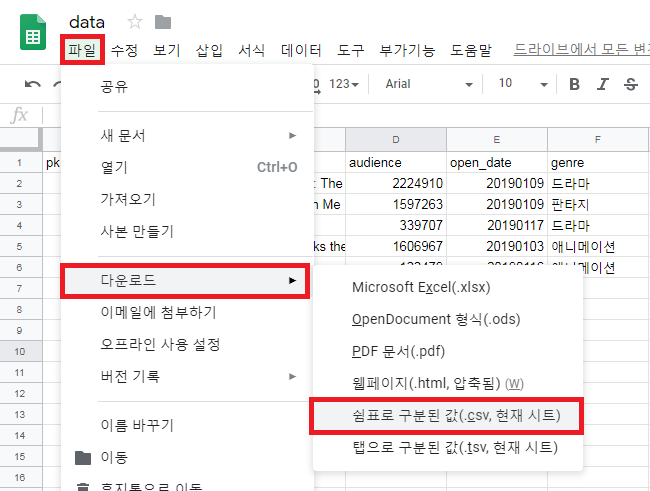 data
파일 수정 보기 삽입 서식 데이터 도구 부가기능 도움말 드라이브에서 모든 변경
123 Arial 10 B I S
fx
D E F
공유
새 문서
열기 Ctrl+O
가져오기
사본 만들기
다운로드
이메일에 첨부하기
오프라인 사용 설정
버전 기록
이름 바꾸기
이동
휴지통으로 이동
1 pk audience open_date genre
2 : The 2224910 20190109 드라마
3 n Me 1597263 20190109 판타지
4 339707 20190117 드라마
5 ks the 1606967 20190103 애니메이션
6 애니메이션
7
8
9
10
11
12
13
14
15
16
Microsoft Excel(.xlsx)
OpenDocument 형식(.ods)
PDF 문서(.pdf)
웹페이지(.html, 압축됨) (W)
쉼표로 구분된 값(.csv, 현재 시트)
탭으로 구분된 값(.tsv, 현재 시트)